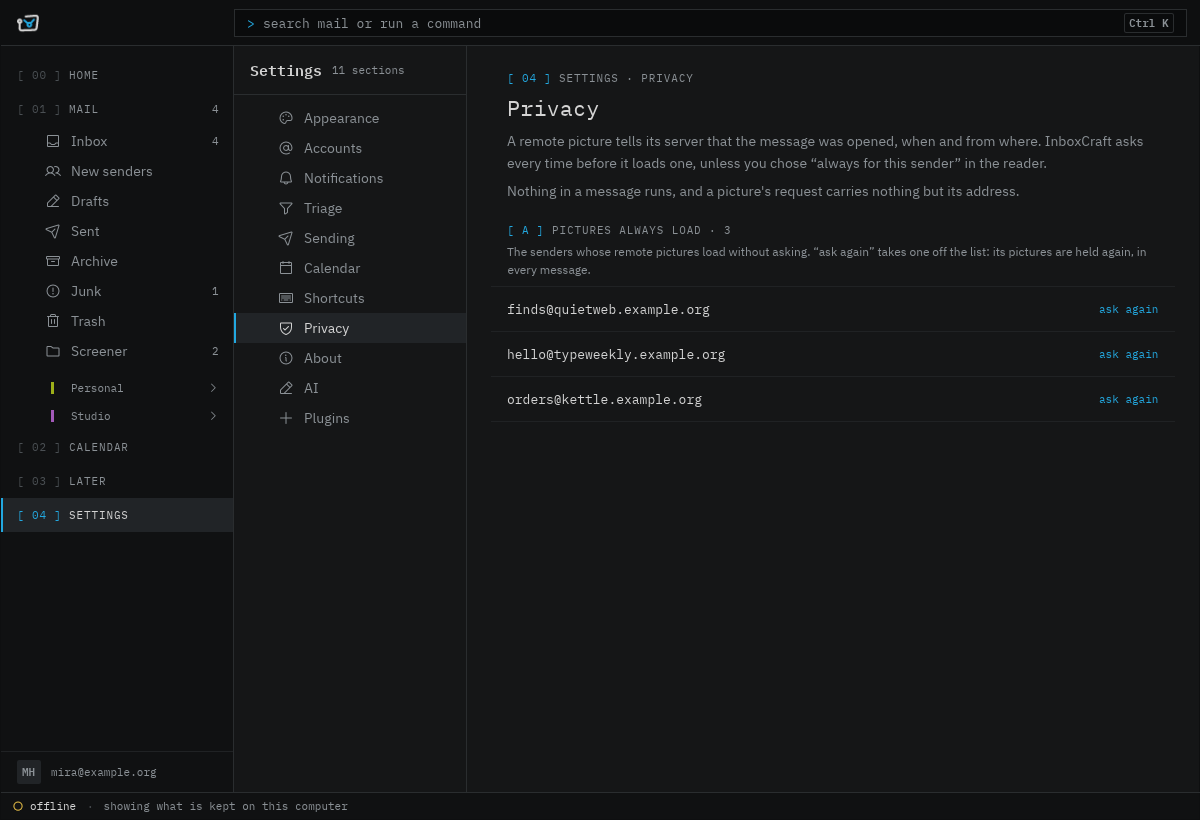 > search mail or run a command
Ctrl K
[ 00 ] HOME
[ 01 ] MAIL 4
Inbox 4
New senders
Drafts
Sent
Archive
Junk 1
Trash
Screener 2
Personal
Studio
[ 02 ] CALENDAR
[ 03 ] LATER
[ 04 ] SETTINGS
MH mira@example.org
Settings 11 sections
Appearance
Accounts
Notifications
Triage
Sending
Calendar
Shortcuts
Privacy
About
AI
Plugins
[ 04 ] SETTINGS · PRIVACY
Privacy
A remote picture tells its server that the message was opened, when and from where. InboxCraft asks
every time before it loads one, unless you chose “always for this sender” in the reader.
Nothing in a message runs, and a picture's request carries nothing but its address.
[ A ] PICTURES ALWAYS LOAD · 3
The senders whose remote pictures load without asking. “ask again” takes one off the list: its pictures are held again, in
every message.
finds@quietweb.example.org ask again
hello@typeweekly.example.org ask again
orders@kettle.example.org ask again
offline · showing what is kept on this computer